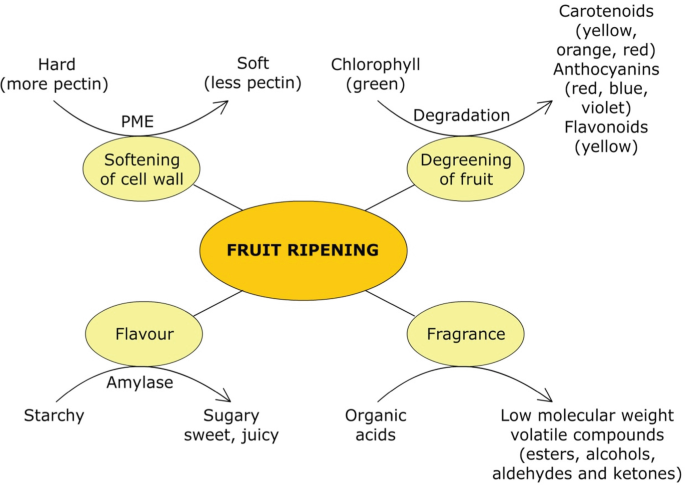 Hard
(more pectin)
Soft
(less pectin)
PME
Softening
of cell wall
Chlorophyll
(green)
Degradation
Carotenoids
(yellow,
orange, red)
Anthocyanins
(red, blue,
violet)
Flavonoids
(yellow)
Degreening
of fruit
FRUIT RIPENING
Flavour
Amylase
Starchy
Sugary
sweet, juicy
Fragrance
Organic
acids
Low molecular weight
volatile compounds
(esters, alcohols,
aldehydes and ketones)